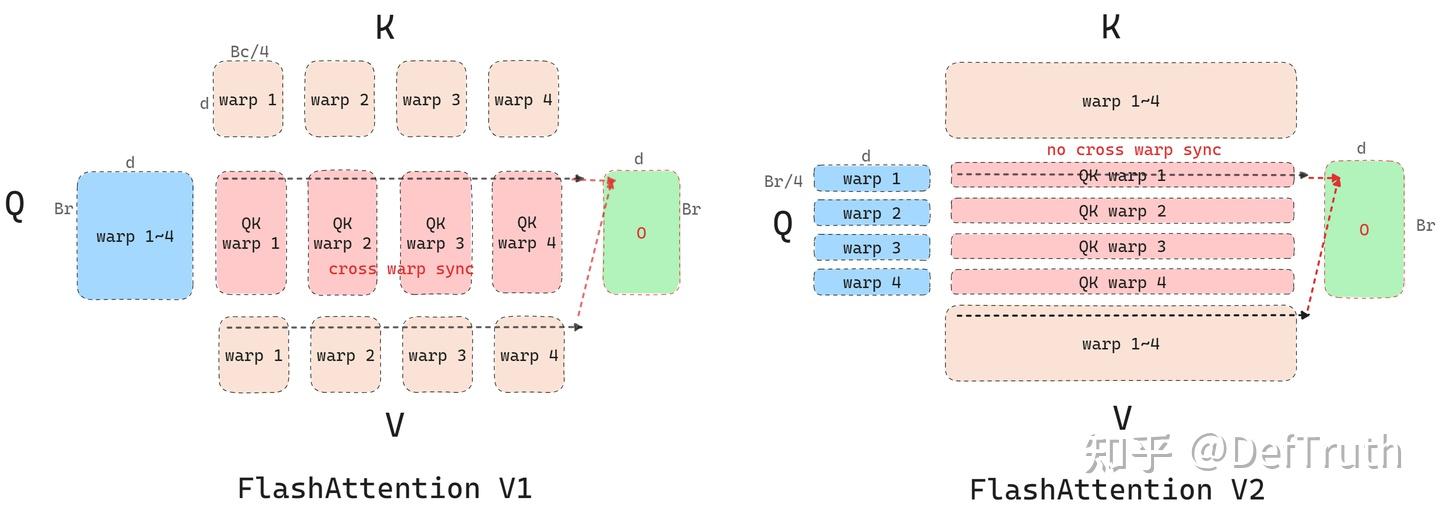 K
Bc/4
d
warp 1
warp 2
warp 3
warp 4
d
d
Q
Br
warp 1~4
QK
warp 1
QK
warp 2
QK
warp 3
QK
warp 4
cross warp sync
O
Br
warp 1
warp 2
warp 3
warp 4
V
FlashAttention V1
K
warp 1~4
no cross warp sync
d
d
Br/4
Q
warp 1
warp 2
warp 3
warp 4
QK warp 1
QK warp 2
QK warp 3
QK warp 4
O
Br
warp 1~4
V
知乎 @DefTruth
FlashAttention V2